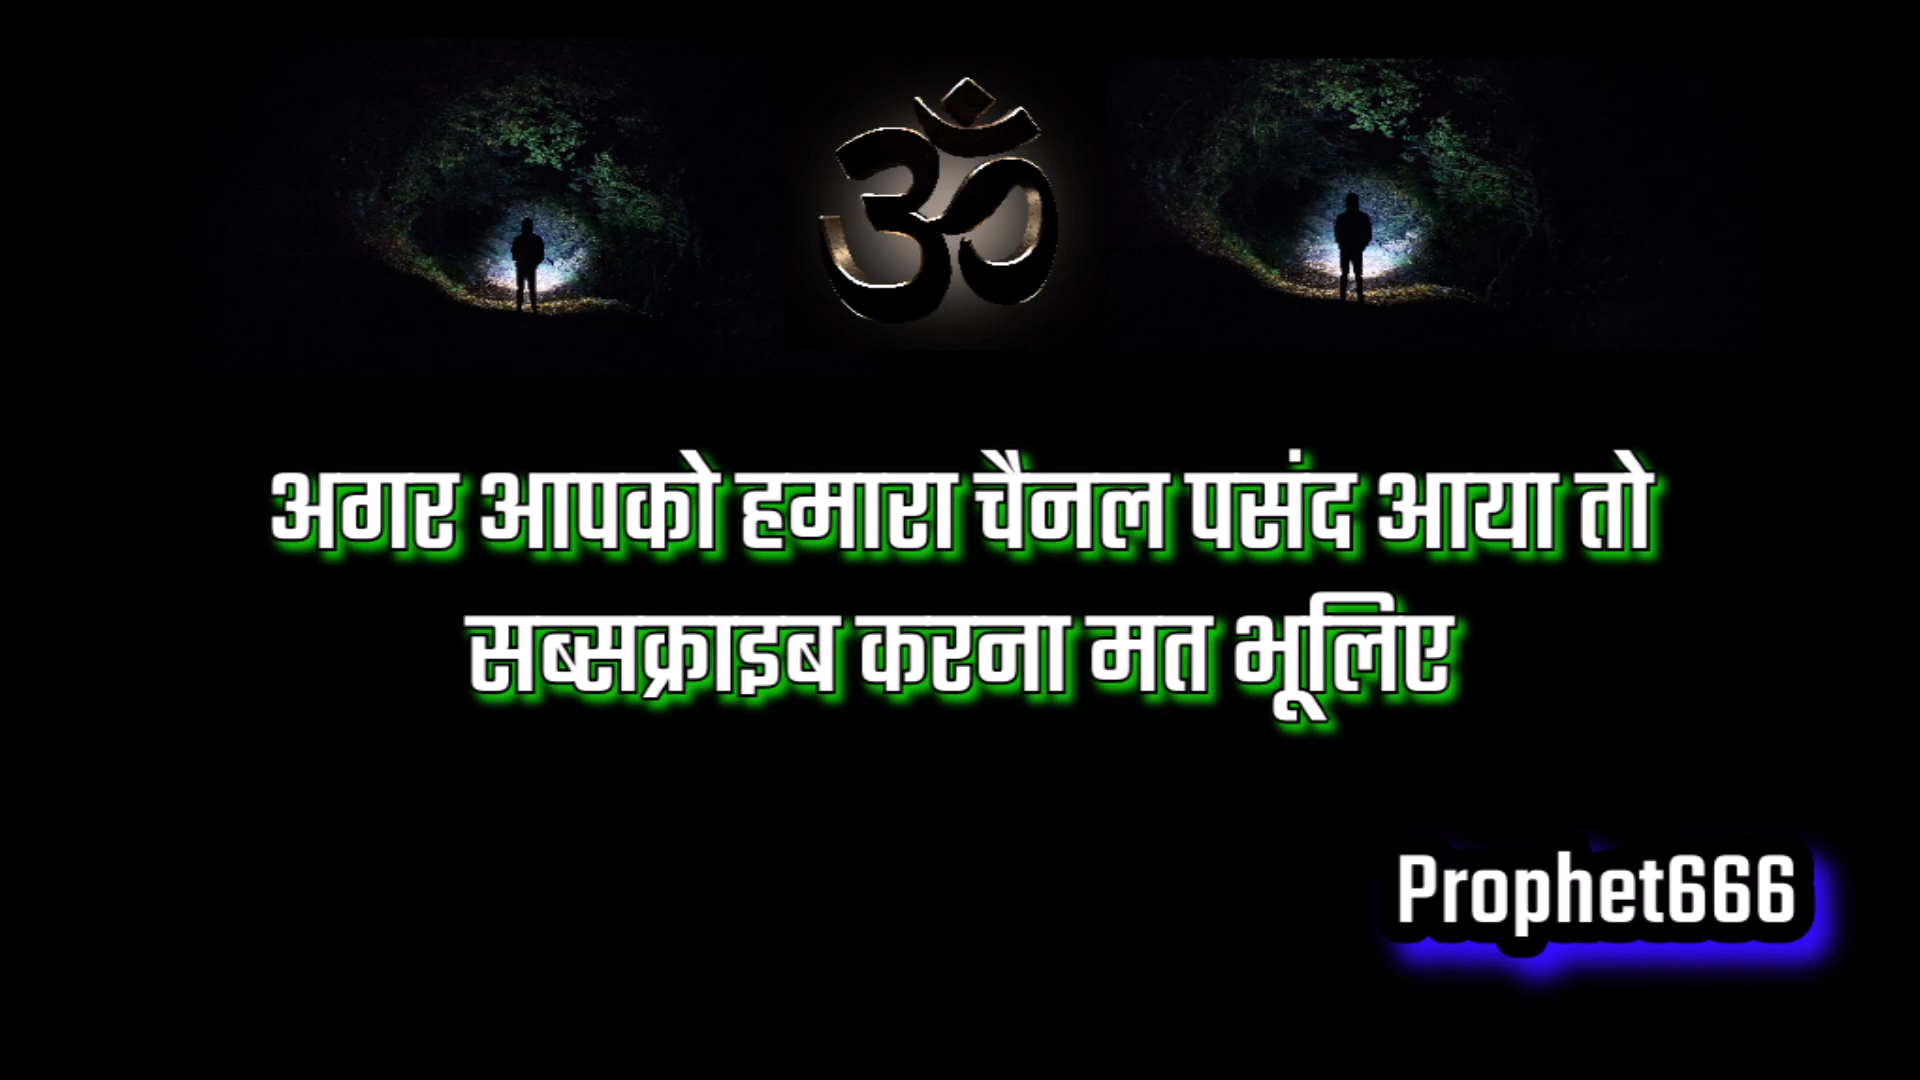 ॐ
अगर आपको हमारा चैनल पसंद आया तो
सब्सक्राइब करना मत भूलिए
Prophet666